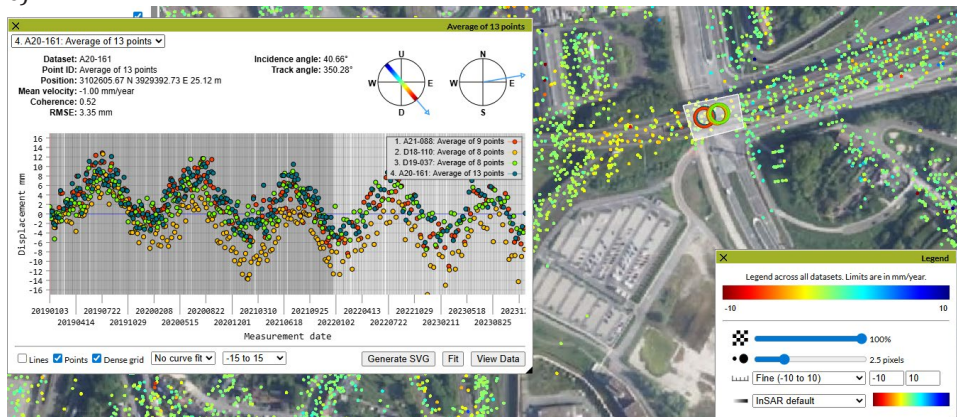 Average of 13 points
4. A20-161: Average of 13 points
Dataset: A20-161
Point ID: Average of 13 points
Position: 3102605.67 N 3929392.73 E 25.12 m
Mean velocity: -1.00 mm/year
Coherence: 0.52
RMSE: 3.35 mm
Incidence angle: 40.66°
Track angle: 350.28°
U
W E
D
N
W E
S
1. A21-088: Average of 9 points
2. D18-110: Average of 8 points
3. D19-037: Average of 8 points
4. A20-161: Average of 13 points
Displacement mm
16
14
12
10
8
6
4
2
0
-2
-4
-6
-8
-10
-12
-14
-16
20190103 20190722 20200208 20200822 20210310 20210925 20220413 20221029 20230518 202312
20190414 20191029 20200515 20201201 20210618 20220102 20220722 20230211 20230825
Measurement date
Lines Points Dense grid No curve fit -15 to 15 Generate SVG Fit View Data
Legend
Legend across all datasets. Limits are in mm/year.
-10 10
100%
2.5 pixels
Fine (-10 to 10) -10 10
InSAR default